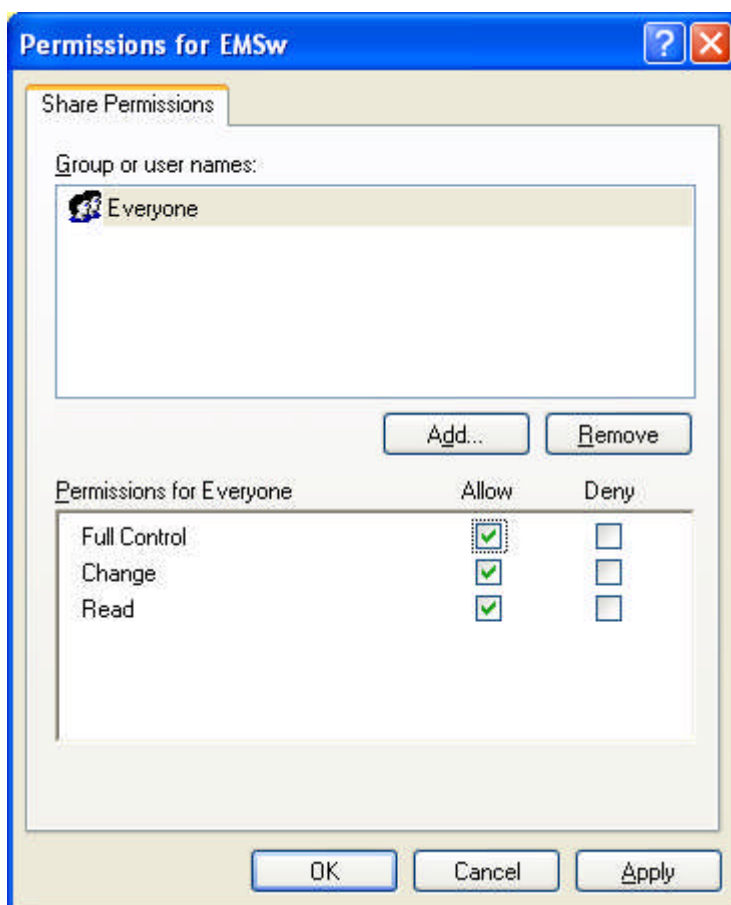 Permissions for EMSw
Share Permissions
Group or user names:
Everyone
Add... Remove
Permissions for Everyone Allow Deny
Full Control
Change
Read
OK Cancel Apply